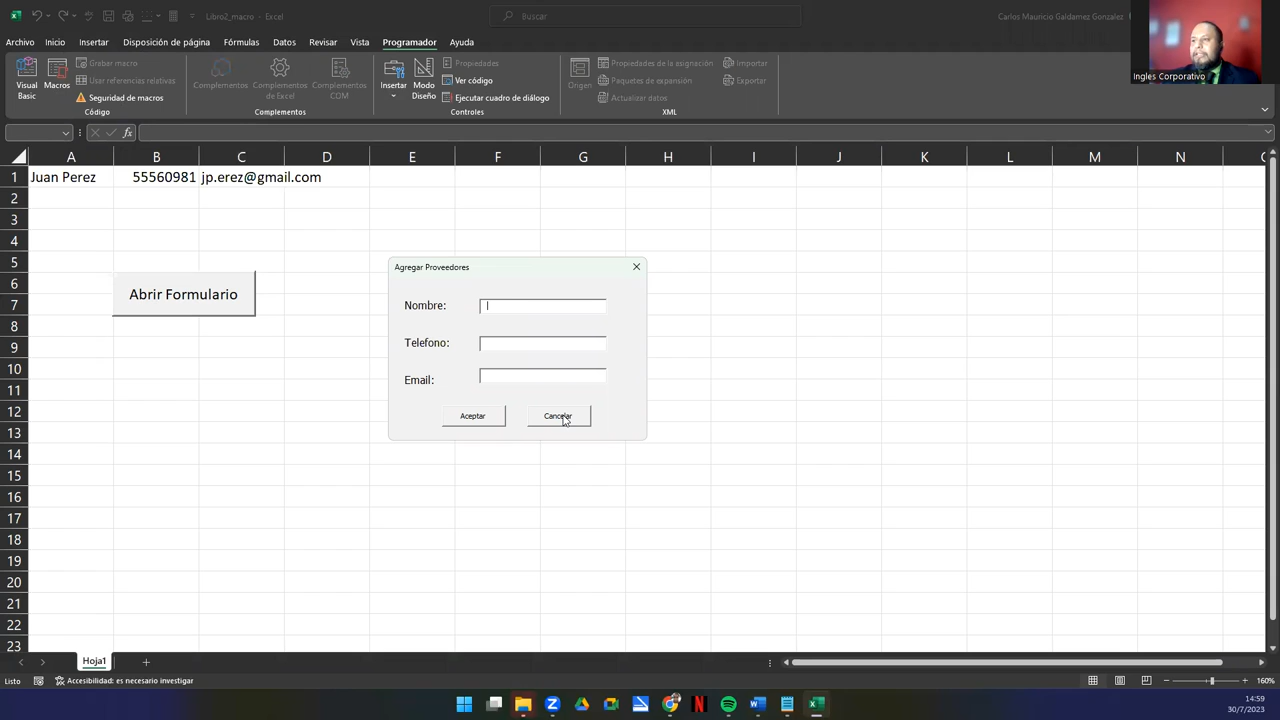 Libro2_macro - Excel
Buscar
Carlos Mauricio Galdamez Gonzalez
Archivo Inicio Insertar Disposición de página Fórmulas Datos Revisar Vista Programador Ayuda
Visual Basic
Macros
Grabar macro
Usar referencias relativas
Seguridad de macros
Código
Complementos
Complementos de Excel
Complementos COM
Complementos
Insertar
Modo Diseño
Propiedades
Ver código
Ejecutar cuadro de diálogo
Controles
Origen
Propiedades de la asignación
Paquetes de expansión
Actualizar datos
Importar
Exportar
XML
Ingles Corporativo
fx
A B C D E F G H I J K L M N
1 Juan Perez 55560981 jp.erez@gmail.com
2
3
4
5
6
7
8
9
10
11
12
13
14
15
16
17
18
19
20
21
22
23
Abrir Formulario
Agregar Proveedores
Nombre:
Telefono:
Email:
Aceptar Cancelar
Hoja1
Listo
Accesibilidad: es necesario investigar
160%
14:59
30/7/2023